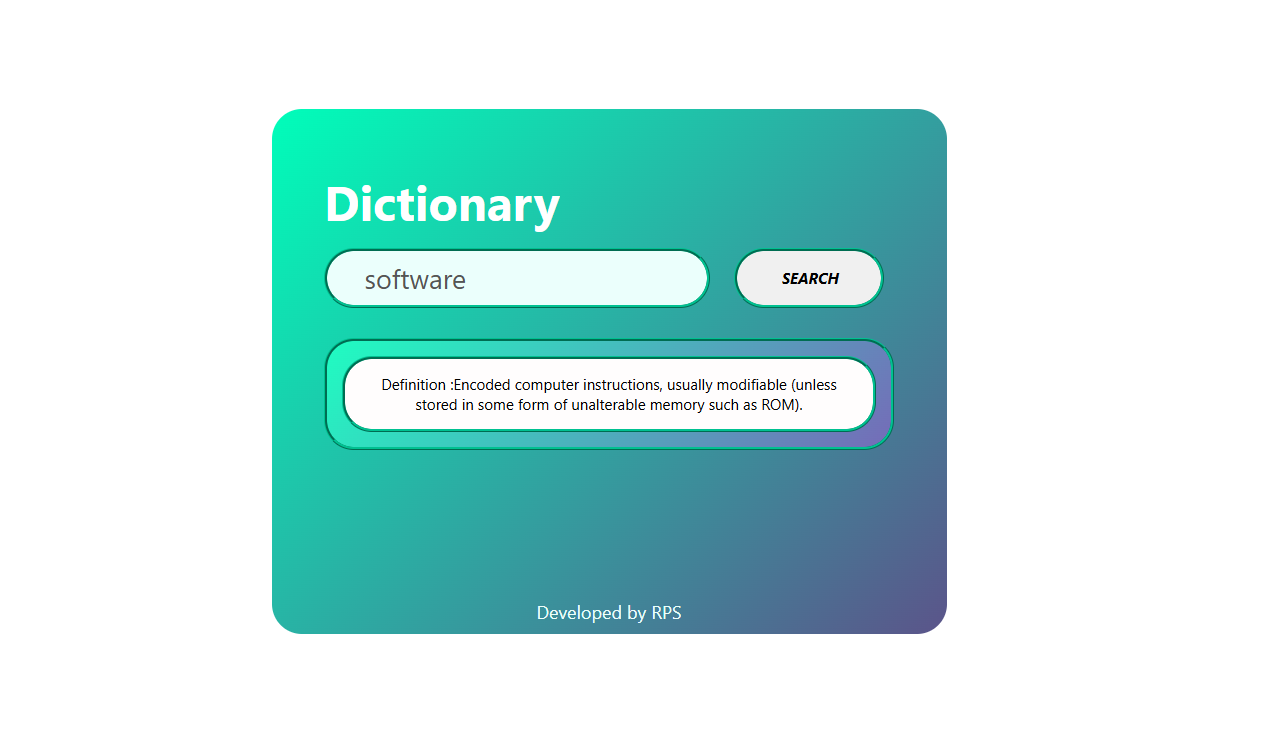 Dictionary
software
SEARCH
Definition :Encoded computer instructions, usually modifiable (unless
stored in some form of unalterable memory such as ROM).
Developed by RPS